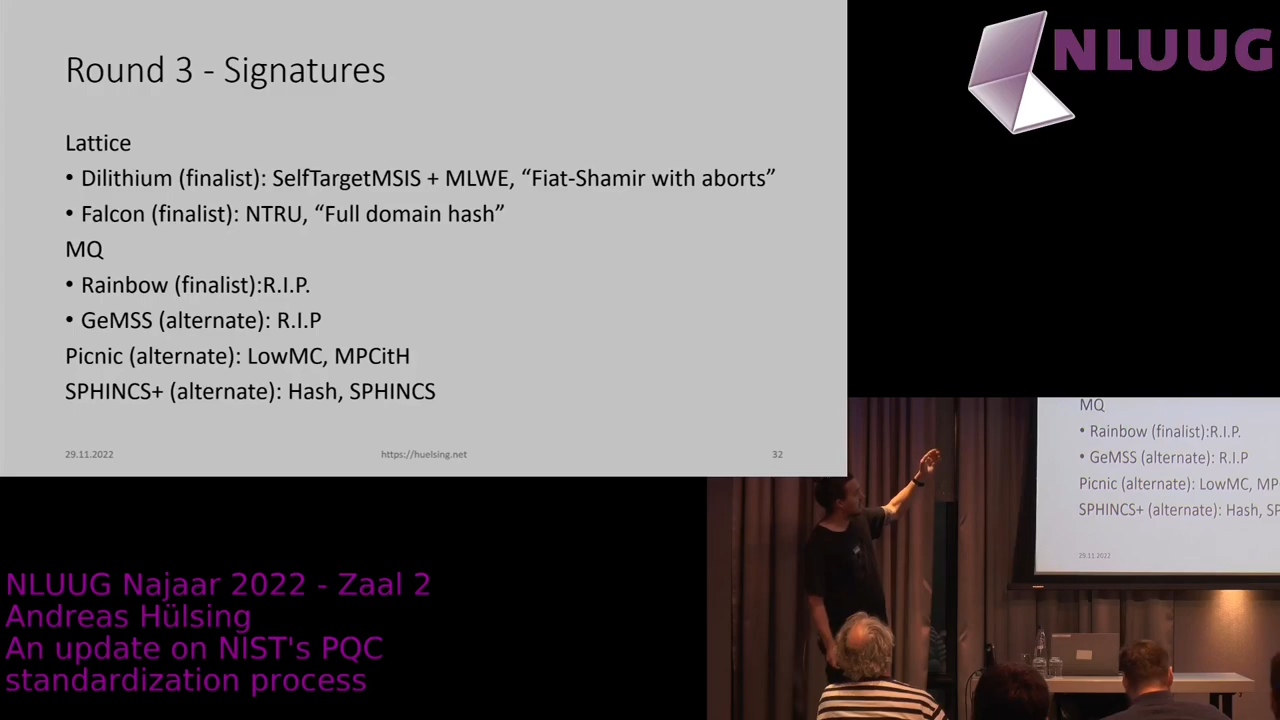 Round 3 - Signatures
Lattice
• Dilithium (finalist): SelfTargetMSIS + MLWE, “Fiat-Shamir with aborts”
• Falcon (finalist): NTRU, “Full domain hash”
MQ
• Rainbow (finalist):R.I.P.
• GeMSS (alternate): R.I.P
Picnic (alternate): LowMC, MPCitH
SPHINCS+ (alternate): Hash, SPHINCS
29.11.2022
https://huelsing.net
32
NLUUG
MQ
• Rainbow (finalist):R.I.P.
• GeMSS (alternate): R.I.P
Picnic (alternate): LowMC, MP
SPHINCS+ (alternate): Hash, SP
29.11.2022
NLUUG Najaar 2022 - Zaal 2
Andreas Hülsing
An update on NIST's PQC
standardization process